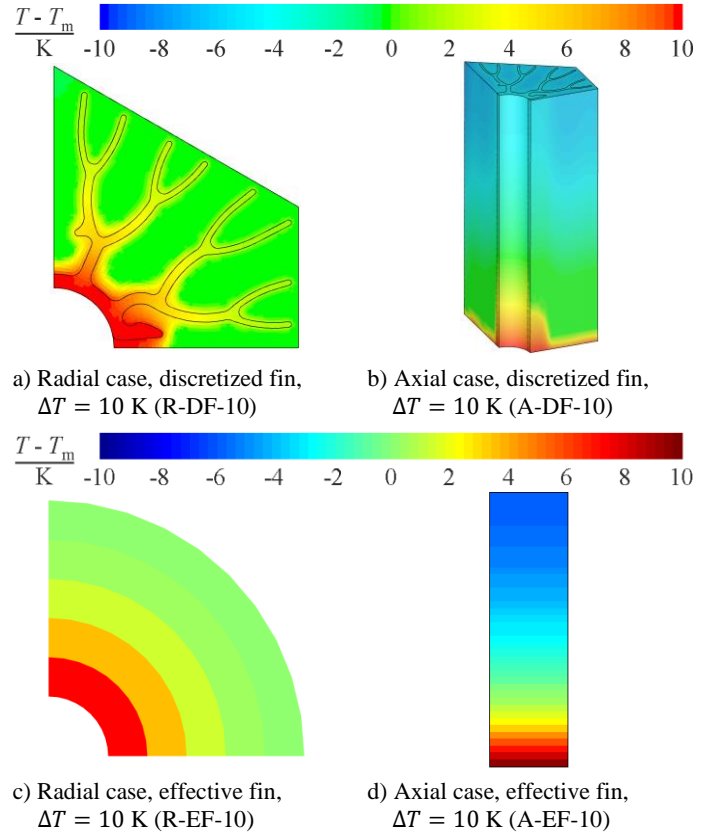 T - Tm
K
-10 -8 -6 -4 -2 0 2 4 6 8 10
a) Radial case, discretized fin,
ΔT = 10 K (R-DF-10)
b) Axial case, discretized fin,
ΔT = 10 K (A-DF-10)
T - Tm
K
-10 -8 -6 -4 -2 0 2 4 6 8 10
c) Radial case, effective fin,
ΔT = 10 K (R-EF-10)
d) Axial case, effective fin,
ΔT = 10 K (A-EF-10)